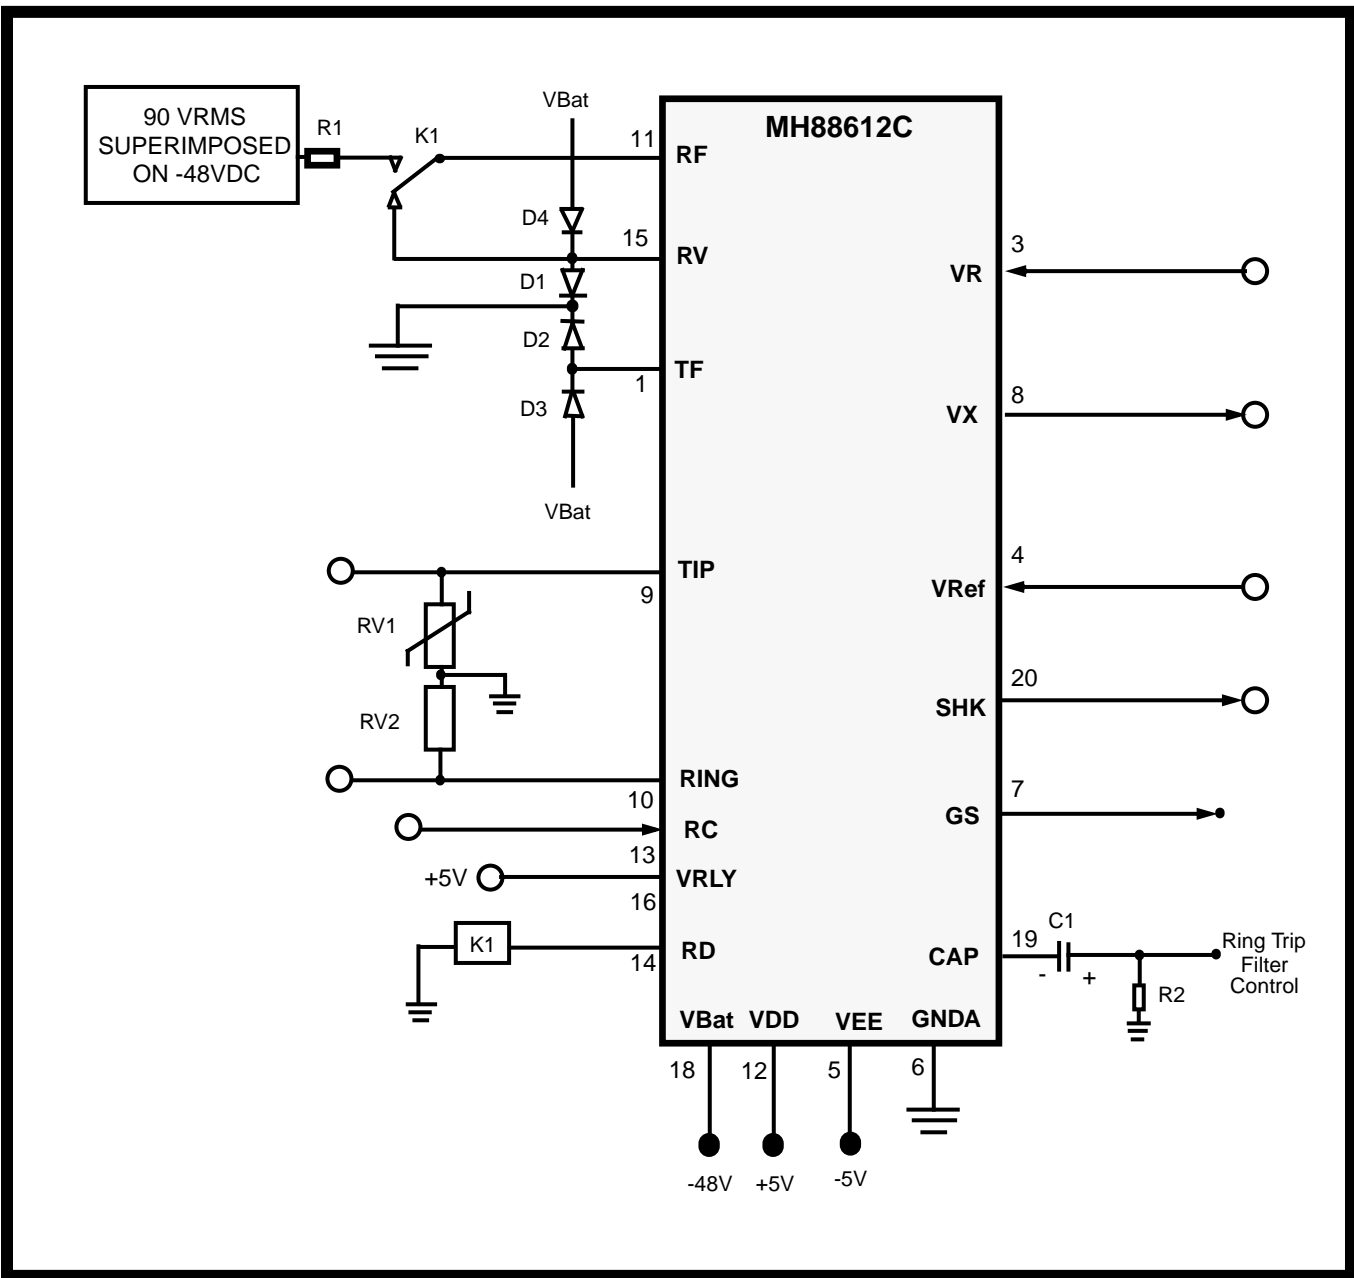 90 VRMS
SUPERIMPOSED
ON -48VDC
R1
K1
VBat
MH88612C
11
RF
D4
15
RV
3
VR
D1
D2
1
TF
D3
8
VX
VBat
4
VRef
TIP
9
RV1
20
SHK
RV2
RING
10
7
GS
RC
13
+5V
VRLY
16
K1
RD
14
19
C1
CAP
-
+
Ring Trip
Filter
Control
R2
VBat
VDD
VEE
GNDA
18
12
5
6
-48V
+5V
-5V